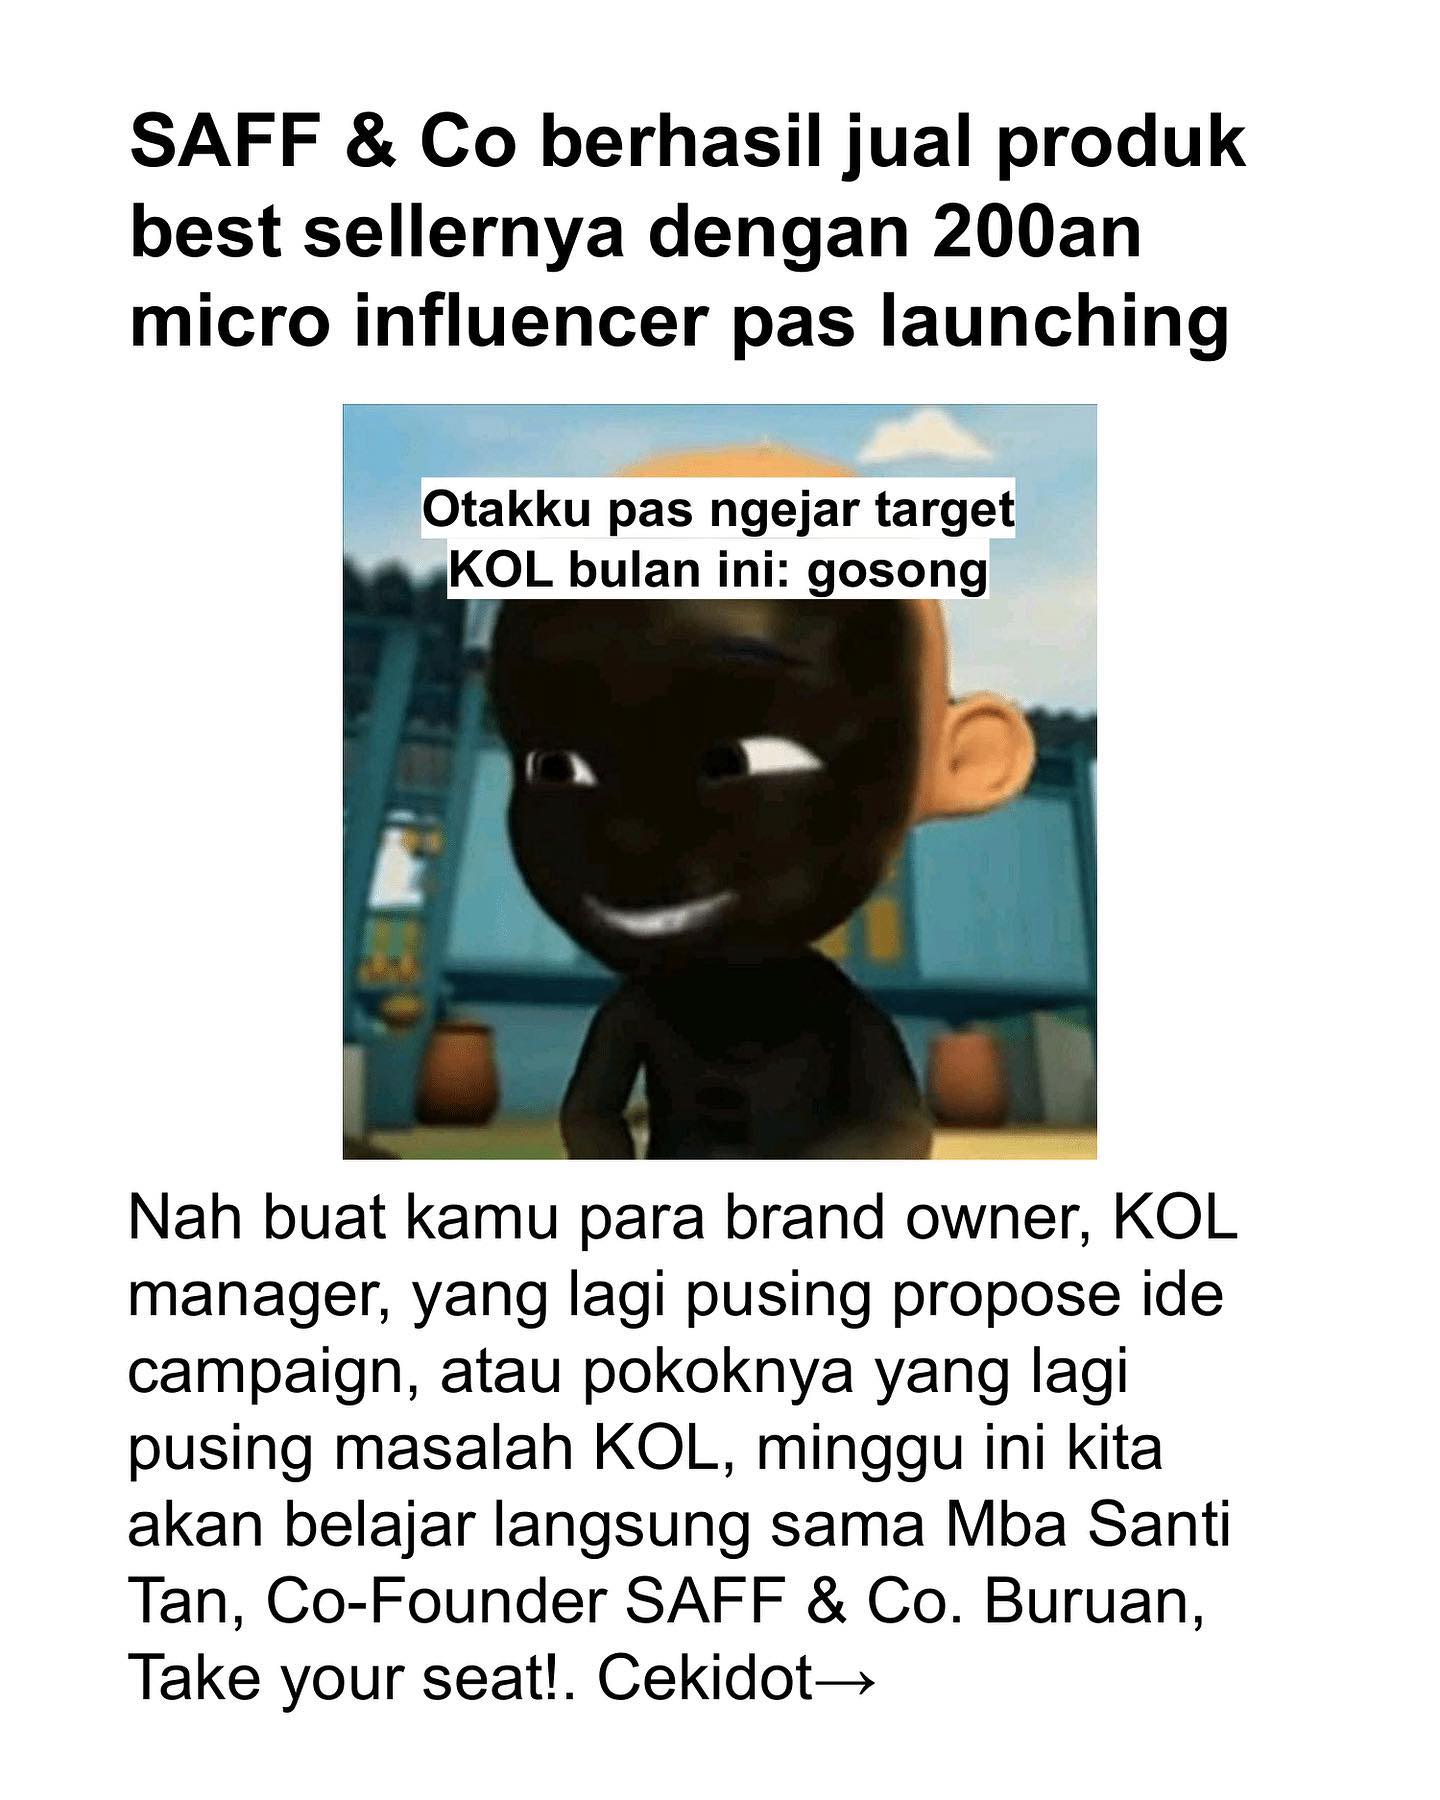 SAFF & Co berhasil jual produk
best sellernya dengan 200an
micro influencer pas launching
Otakku pas ngejar target
KOL bulan ini: gosong
Nah buat kamu para brand owner, KOL
manager, yang lagi pusing propose ide
campaign, atau pokoknya yang lagi
pusing masalah KOL, minggu ini kita
akan belajar langsung sama Mba Santi
Tan, Co-Founder SAFF & Co. Buruan,
Take your seat!. Cekidot→